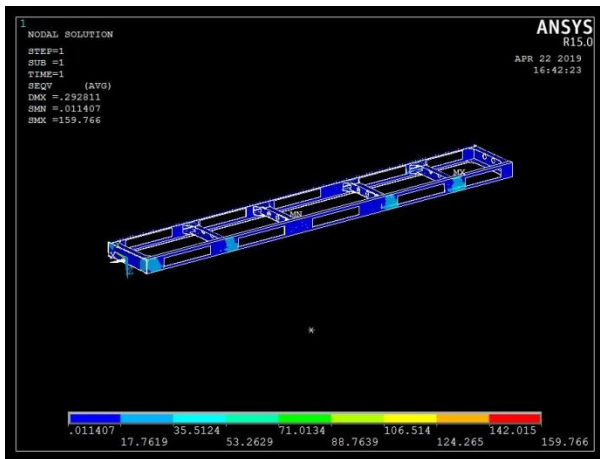 1
NODAL SOLUTION
STEP=1
SUB =1
TIME=1
SEQV (AVG)
DMX =.292811
SMN =.011407
SMX =159.766
ANSYS
R15.0
APR 22 2019
16:42:23
MX
MN
.011407 35.5124 71.0134 106.514 142.015
17.7619 53.2629 88.7639 124.265 159.766